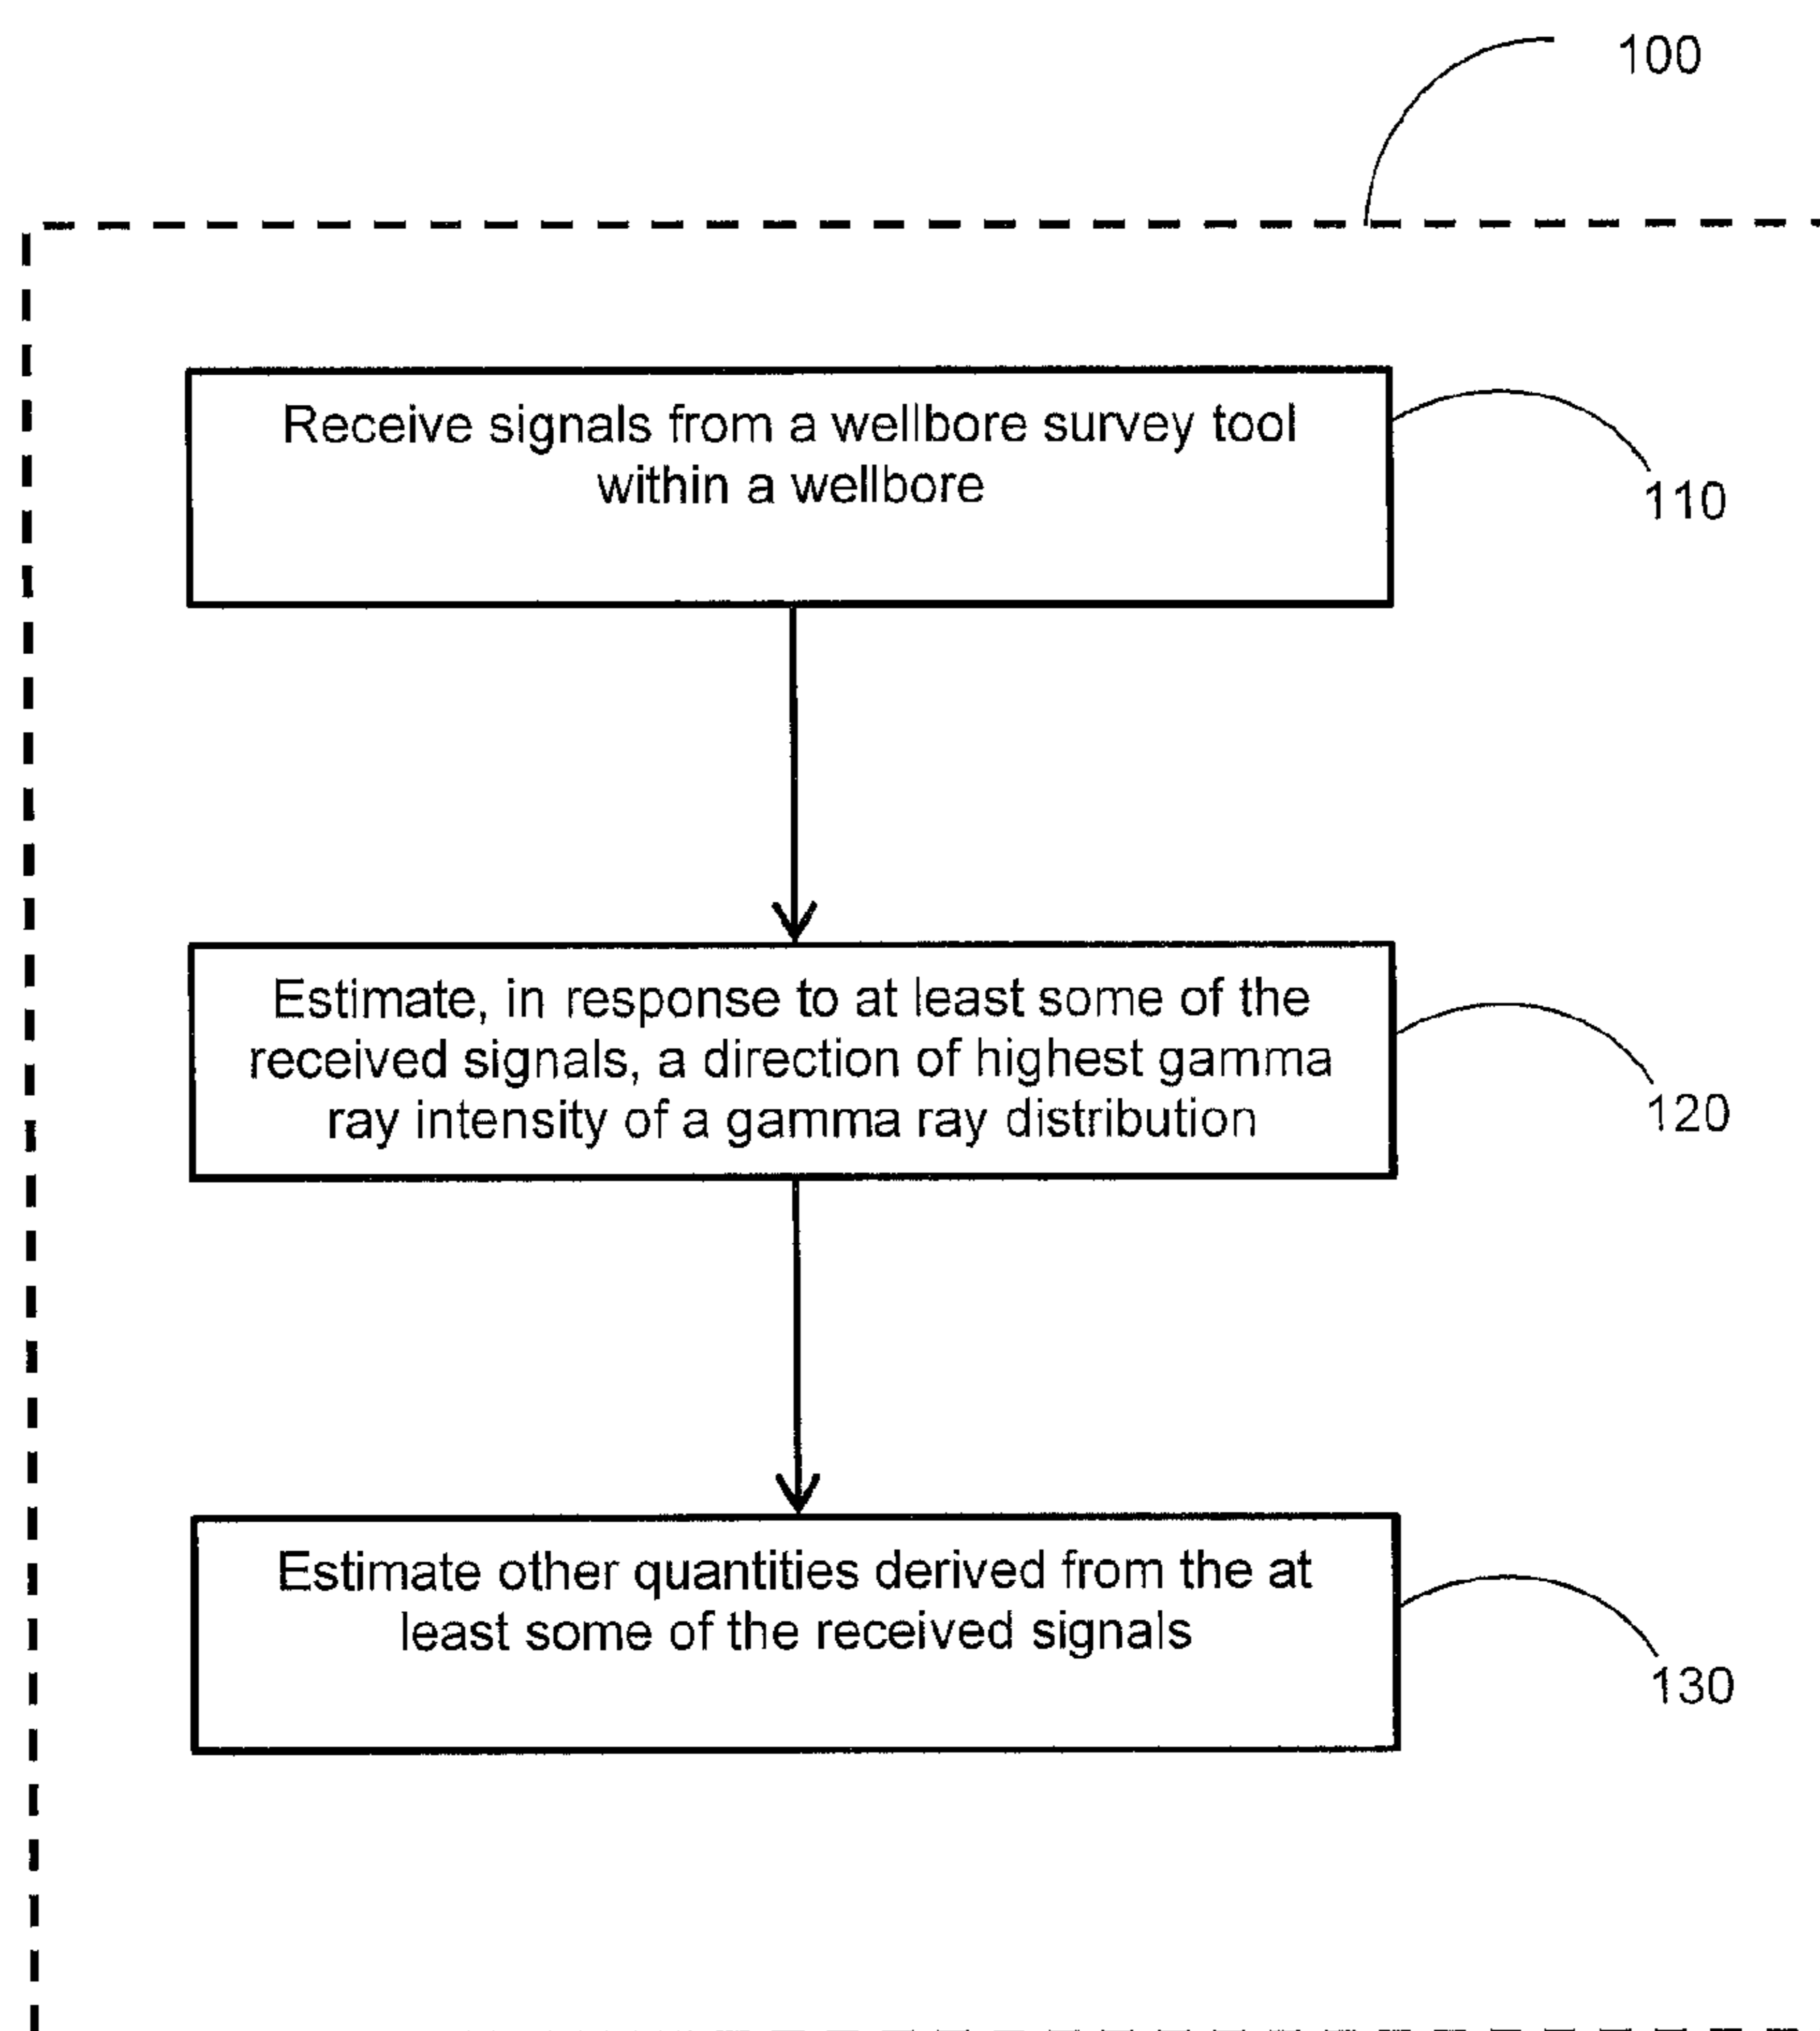 100
Receive signals from a wellbore survey tool
within a wellbore
110
Estimate, in response to at least some of the
received signals, a direction of highest gamma
ray intensity of a gamma ray distribution
120
Estimate other quantities derived from the at
least some of the received signals
130